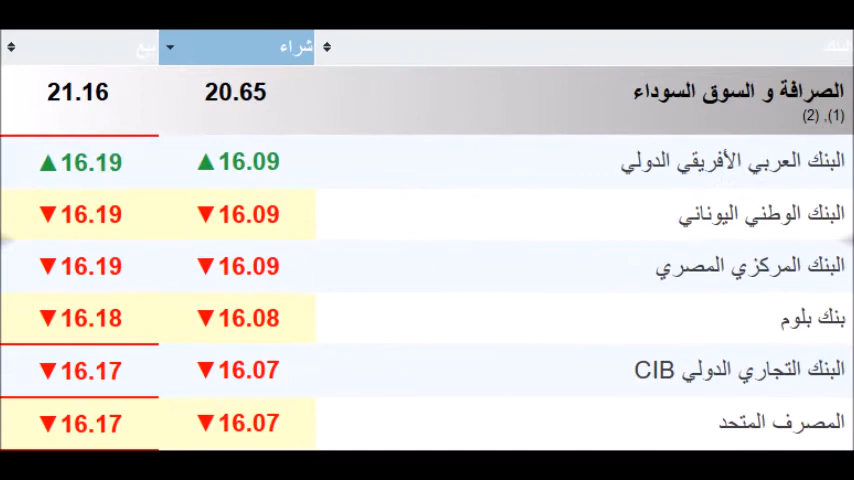 البنك شراء بيع
الصرافة و السوق السوداء 20.65 21.16
(1), (2)
البنك العربي الأفريقي الدولي ▲16.09 ▲16.19
البنك الوطني اليوناني ▼16.09 ▼16.19
البنك المركزي المصري ▼16.09 ▼16.19
بنك بلوم ▼16.08 ▼16.18
البنك التجاري الدولي CIB ▼16.07 ▼16.17
المصرف المتحد ▼16.07 ▼16.17